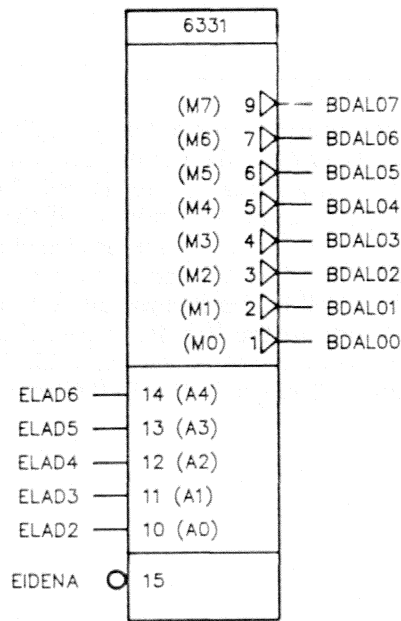 6331
(M7) 9 BDAL07
(M6) 7 BDAL06
(M5) 6 BDAL05
(M4) 5 BDAL04
(M3) 4 BDAL03
(M2) 3 BDAL02
(M1) 2 BDAL01
(M0) 1 BDAL00
ELAD6 14 (A4)
ELAD5 13 (A3)
ELAD4 12 (A2)
ELAD3 11 (A1)
ELAD2 10 (A0)
EIDENA 15